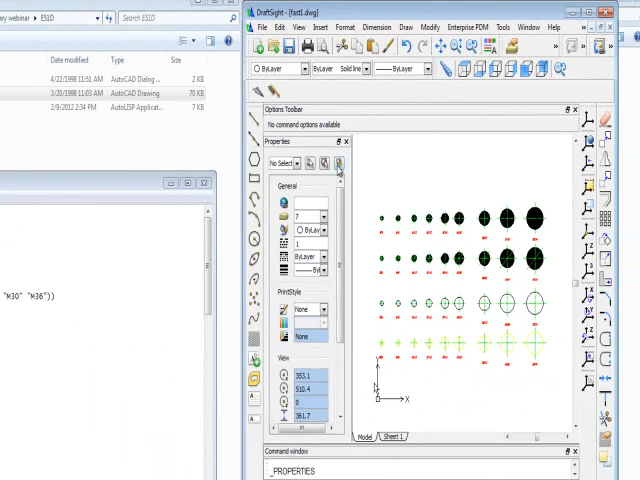 ary webinar ▸ ES1D
Search ES1D
Date modified
Type
Size
4/22/1998 11:51 AM AutoCAD Dialog ... 2 KB
3/20/1998 11:03 AM AutoCAD Drawing 70 KB
2/9/2012 2:34 PM AutoLISP Applicat... 7 KB
"M30" "M36"))
DraftSight - [fast1.dwg]
File Edit View Insert Format Dimension Draw Modify Enterprise PDM Tools Window Help
ByLayer ByLayer Solid line ByLayer
Options Toolbar
No command options available
Properties
No Select
General
7
ByLay
1
ByLayer
ByL
PrintStyle
None
ByLayer
None
View
353.1
510.4
0
361.7
Y
X
Model Sheet 1
Command window
_PROPERTIES